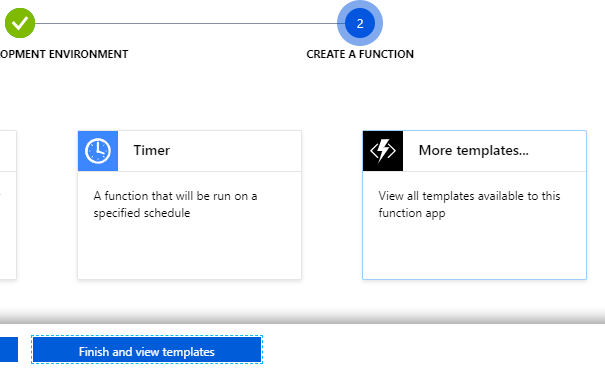 2
OPMENT ENVIRONMENT
CREATE A FUNCTION
Timer
A function that will be run on a
specified schedule
More templates...
View all templates available to this
function app
Finish and view templates